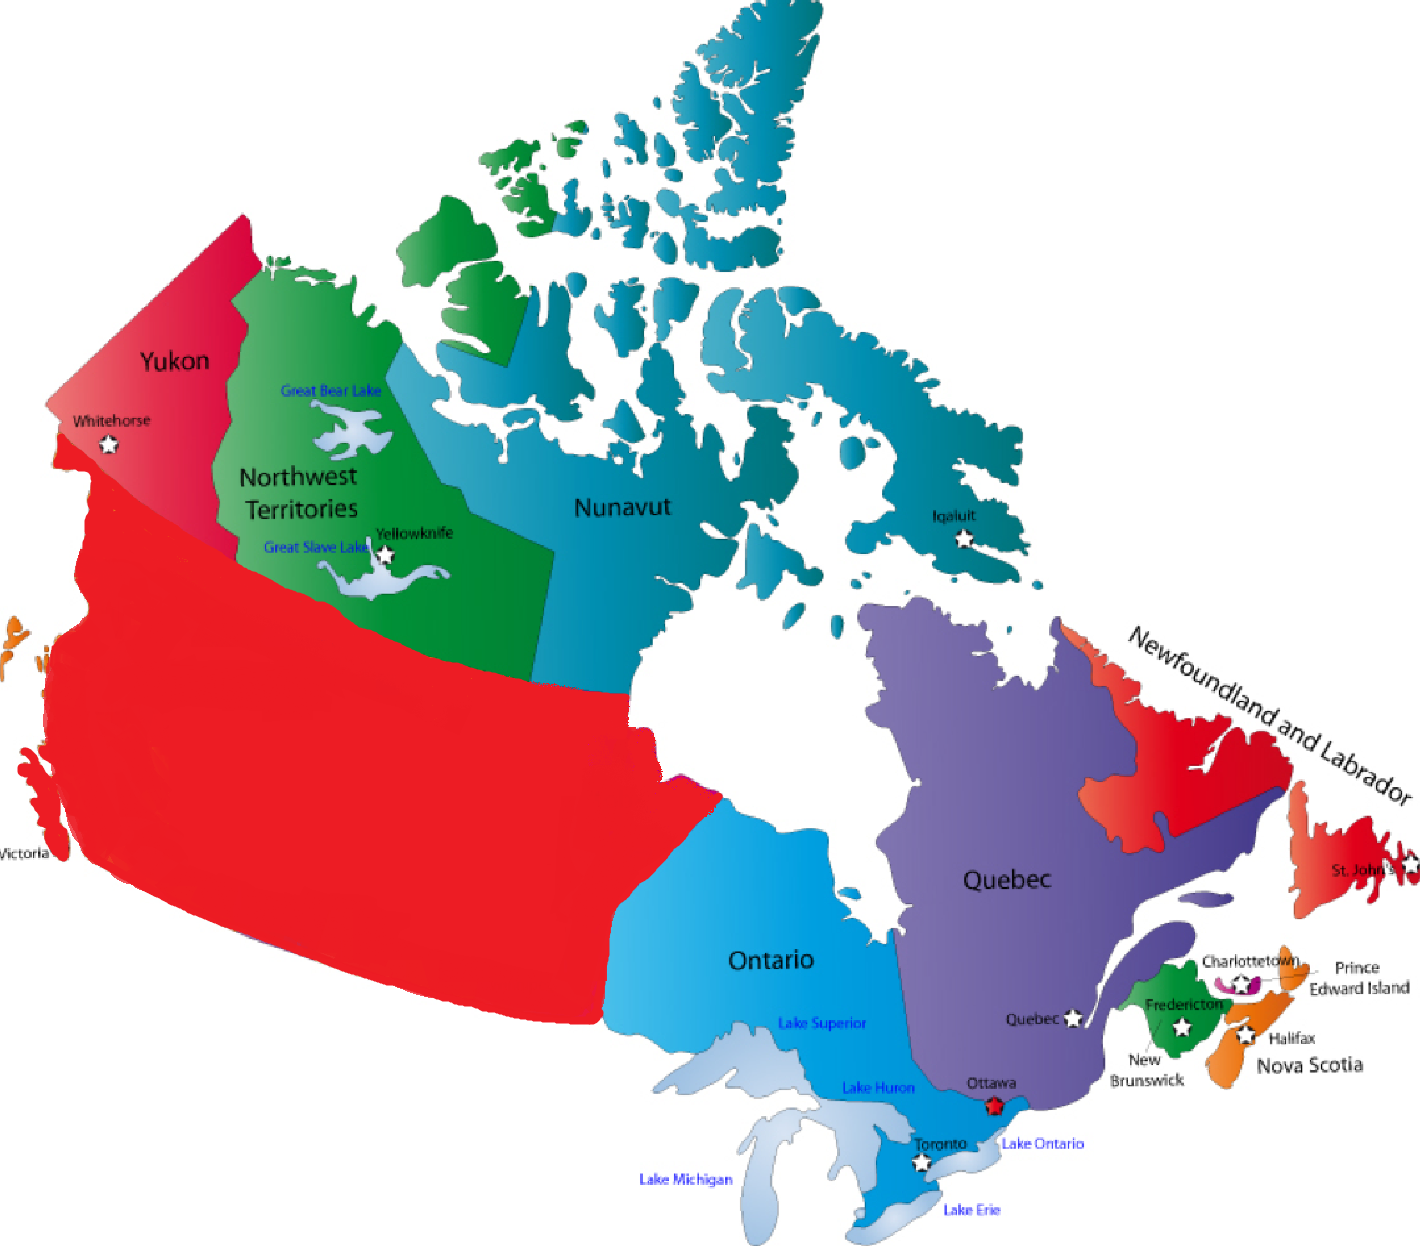 Yukon
Whitehorse
Great Bear Lake
Northwest
Territories
Great Slave Lake
Yellowknife
Nunavut
Iqaluit
Newfoundland and Labrador
Victoria
St. John's
Quebec
Ontario
Charlottetown
Prince
Edward Island
Fredericton
Quebec
Lake Superior
Halifax
Nova Scotia
New
Brunswick
Ottawa
Lake Huron
Toronto
Lake Ontario
Lake Michigan
Lake Erie